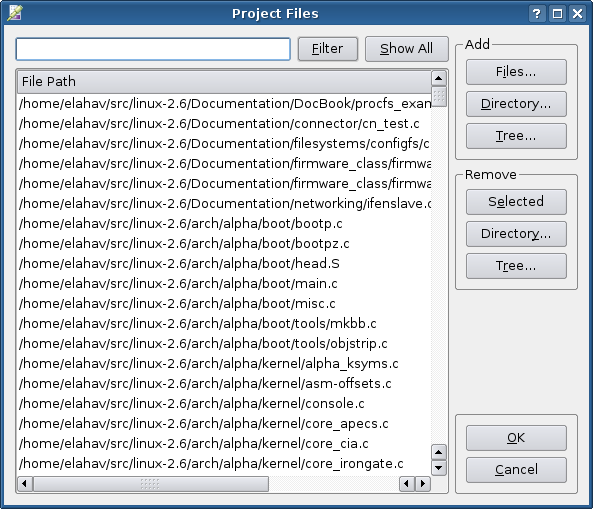 Project Files
Filter
Show All
File Path
/home/elahav/src/linux-2.6/Documentation/DocBook/procfs_exan
/home/elahav/src/linux-2.6/Documentation/connector/cn_test.c
/home/elahav/src/linux-2.6/Documentation/filesystems/configfs/c
/home/elahav/src/linux-2.6/Documentation/firmware_class/firmwa
/home/elahav/src/linux-2.6/Documentation/firmware_class/firmwa
/home/elahav/src/linux-2.6/Documentation/networking/ifenslave.c
/home/elahav/src/linux-2.6/arch/alpha/boot/bootp.c
/home/elahav/src/linux-2.6/arch/alpha/boot/bootpz.c
/home/elahav/src/linux-2.6/arch/alpha/boot/head.S
/home/elahav/src/linux-2.6/arch/alpha/boot/main.c
/home/elahav/src/linux-2.6/arch/alpha/boot/misc.c
/home/elahav/src/linux-2.6/arch/alpha/boot/tools/mkbb.c
/home/elahav/src/linux-2.6/arch/alpha/boot/tools/objstrip.c
/home/elahav/src/linux-2.6/arch/alpha/kernel/alpha_ksyms.c
/home/elahav/src/linux-2.6/arch/alpha/kernel/asm-offsets.c
/home/elahav/src/linux-2.6/arch/alpha/kernel/console.c
/home/elahav/src/linux-2.6/arch/alpha/kernel/core_apecs.c
/home/elahav/src/linux-2.6/arch/alpha/kernel/core_cia.c
/home/elahav/src/linux-2.6/arch/alpha/kernel/core_irongate.c
Add
Files...
Directory...
Tree...
Remove
Selected
Directory...
Tree...
OK
Cancel